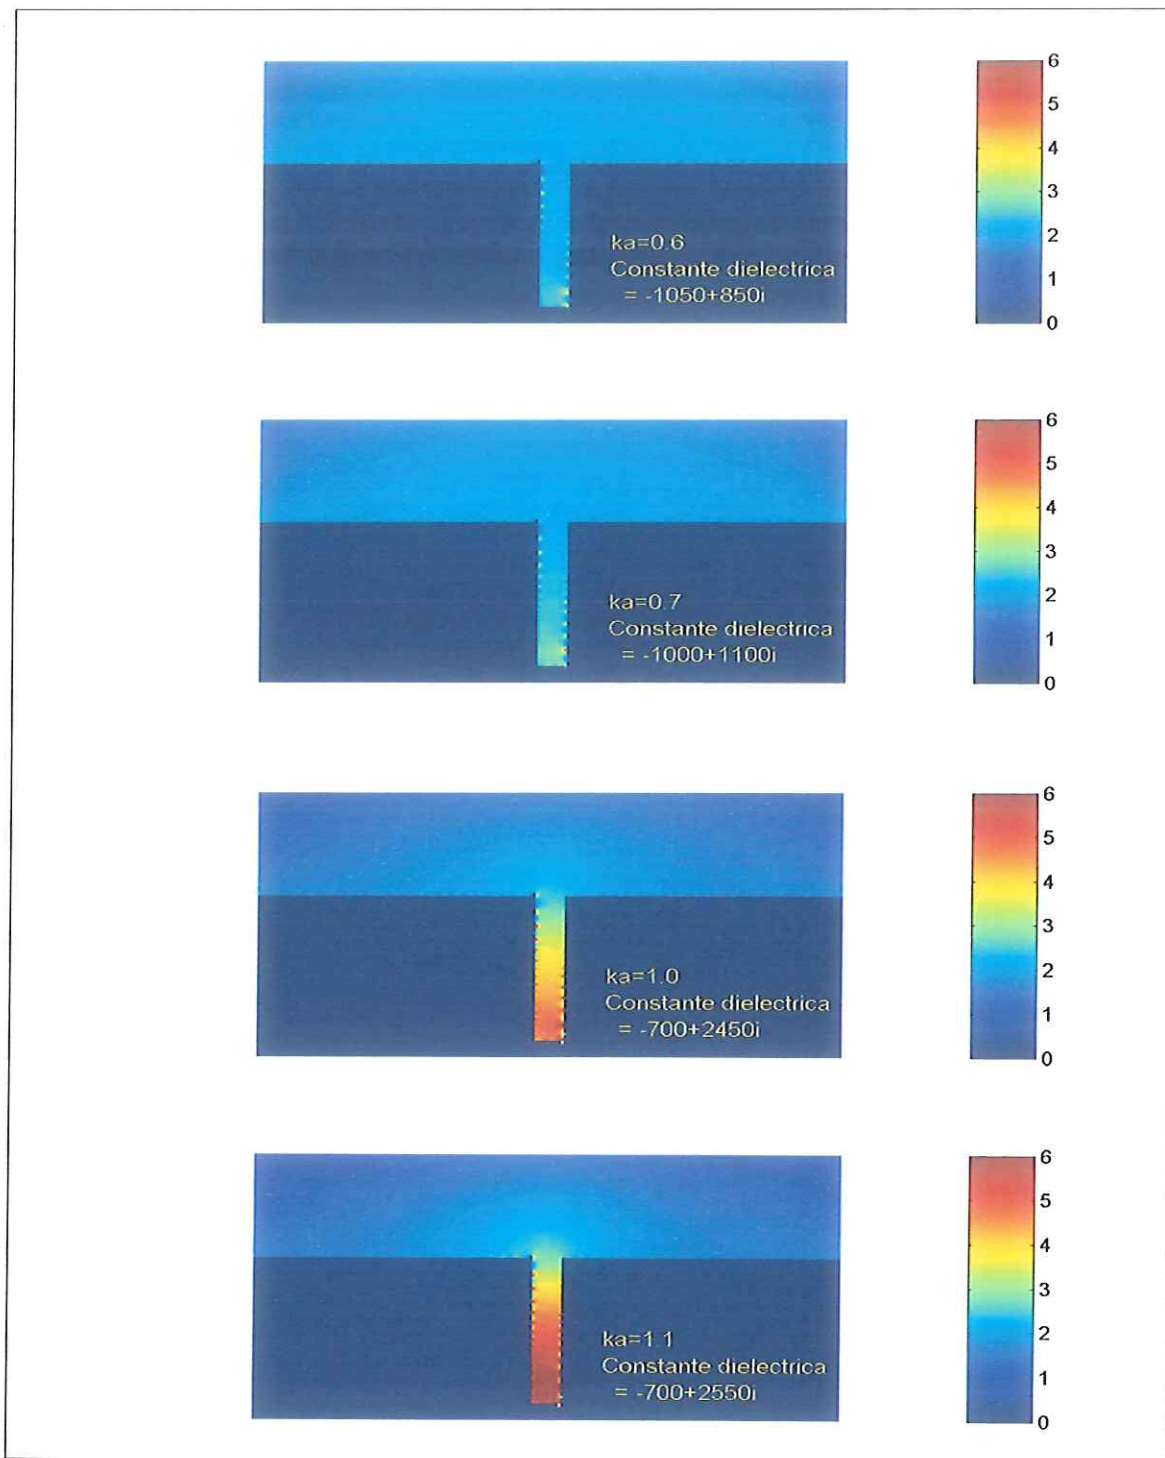 6
5
4
3
2
1
0
ka=0.6
Constante dielectrica
= -1050+850i
6
5
4
3
2
1
0
ka=0.7
Constante dielectrica
= -1000+1100i
6
5
4
3
2
1
0
ka=1.0
Constante dielectrica
= -700+2450i
6
5
4
3
2
1
0
ka=1 1
Constante dielectrica
= -700+2550i